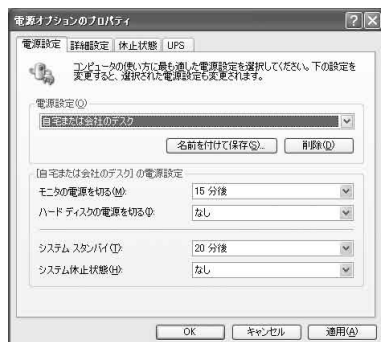 電源オプションのプロパティ
電源設定 詳細設定 休止状態 UPS
コンピュータの使い方に最も適した電源設定を選択してください。下の設定を
変更すると、選択された電源設定も変更されます。
電源設定(O)
自宅または会社のデスク
名前を付けて保存(S)... 削除(D)
[自宅または会社のデスク] の電源設定
モニタの電源を切る(M): 15 分後
ハード ディスクの電源を切る(I): なし
システム スタンバイ(T): 20 分後
システム休止状態(H): なし
OK キャンセル 適用(A)